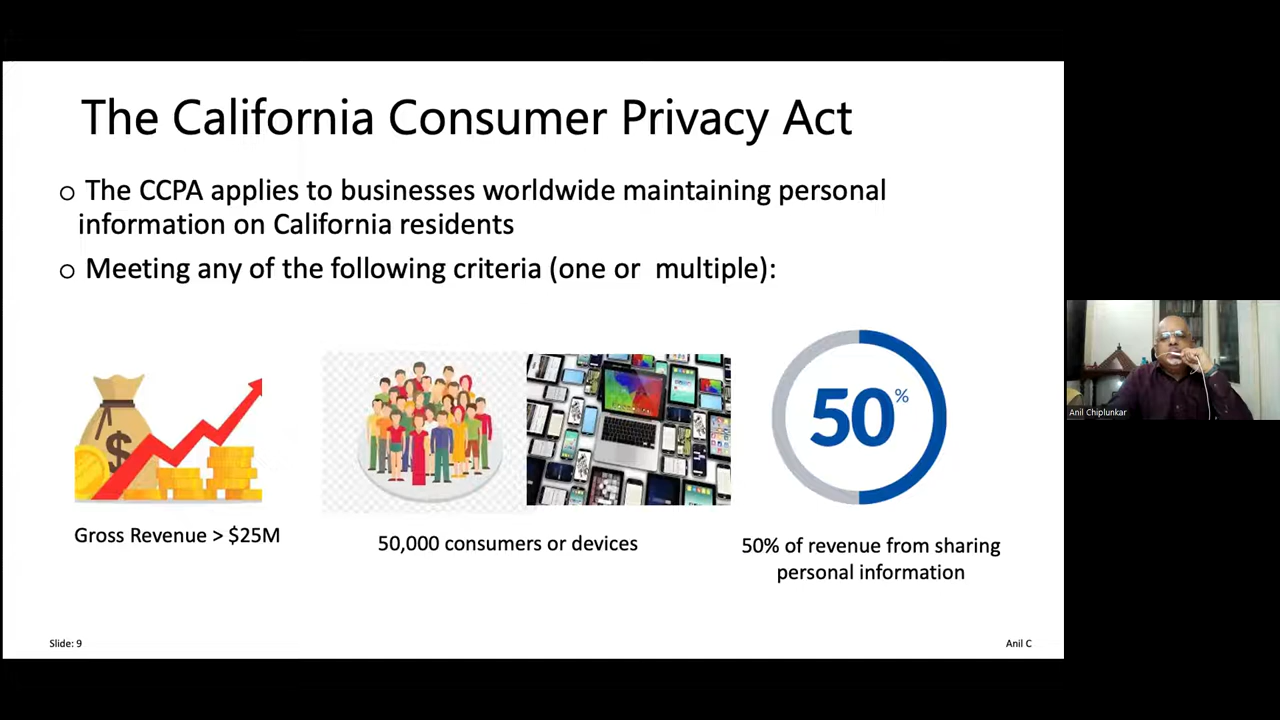 The California Consumer Privacy Act
o The CCPA applies to businesses worldwide maintaining personal
information on California residents
o Meeting any of the following criteria (one or  multiple):
$
50%
Gross Revenue > $25M
50,000 consumers or devices
50% of revenue from sharing
personal information
Slide: 9
Anil C
Anil Chiplunkar